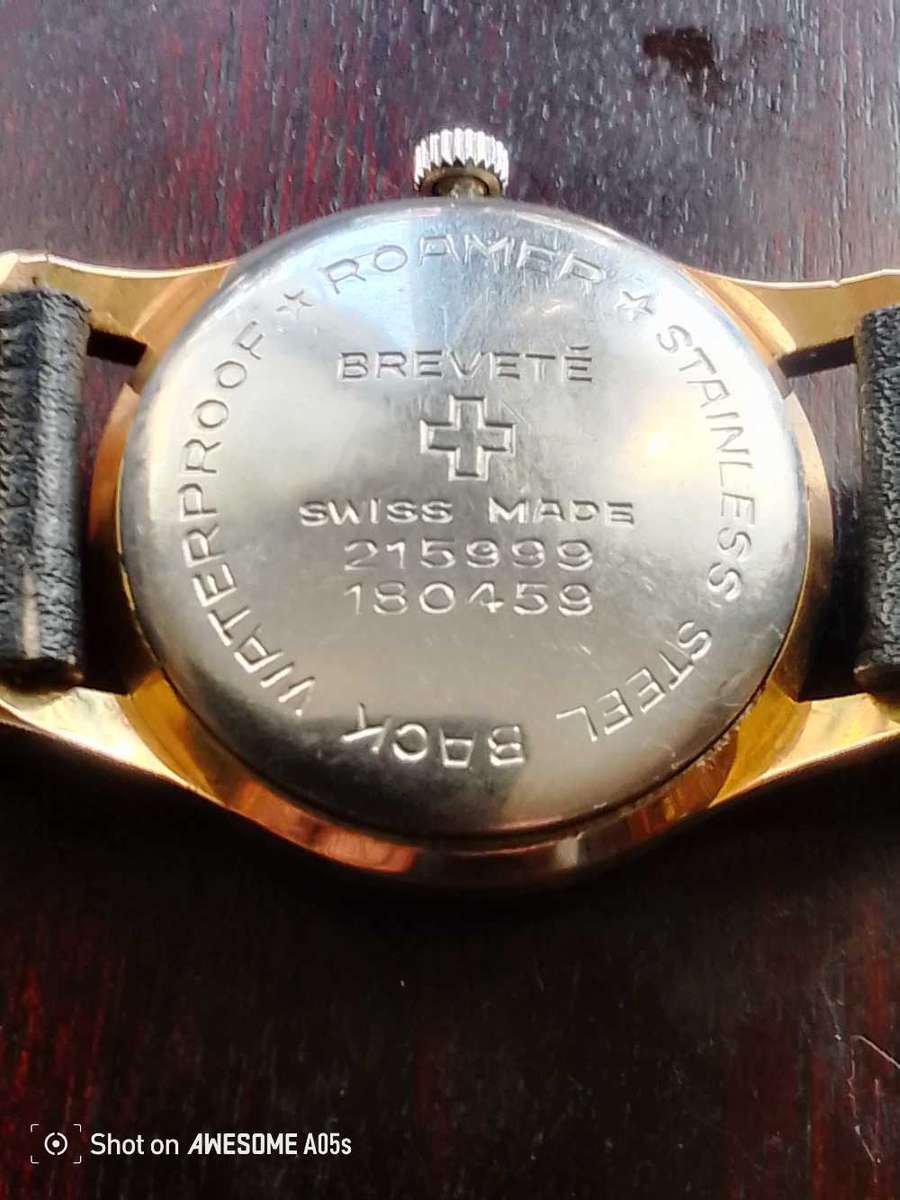 ★ ROAMER ★ STAINLESS STEEL BACK WATERPROOF
BREVETÉ
SWISS MADE
215999
180459
Shot on AWESOME A05s